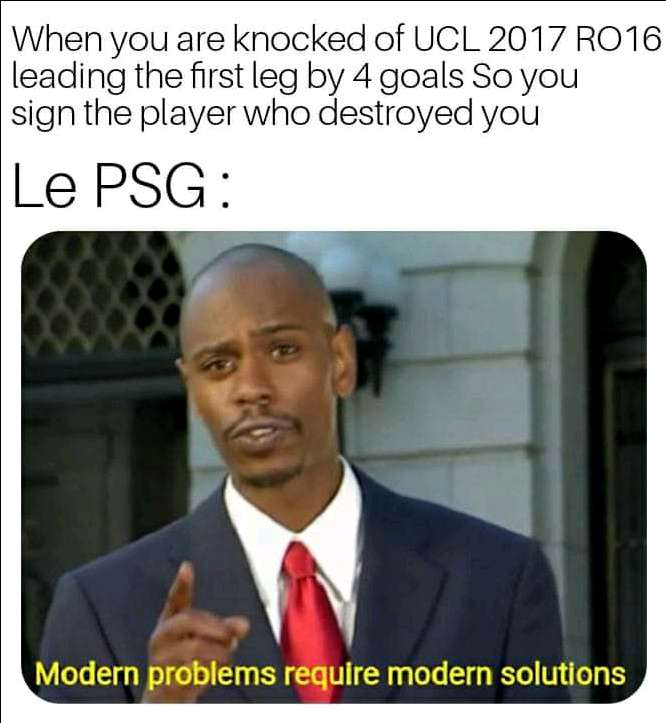 When you are knocked of UCL 2017 RO16
leading the first leg by 4 goals So you
sign the player who destroyed you
Le PSG :
Modern problems require modern solutions